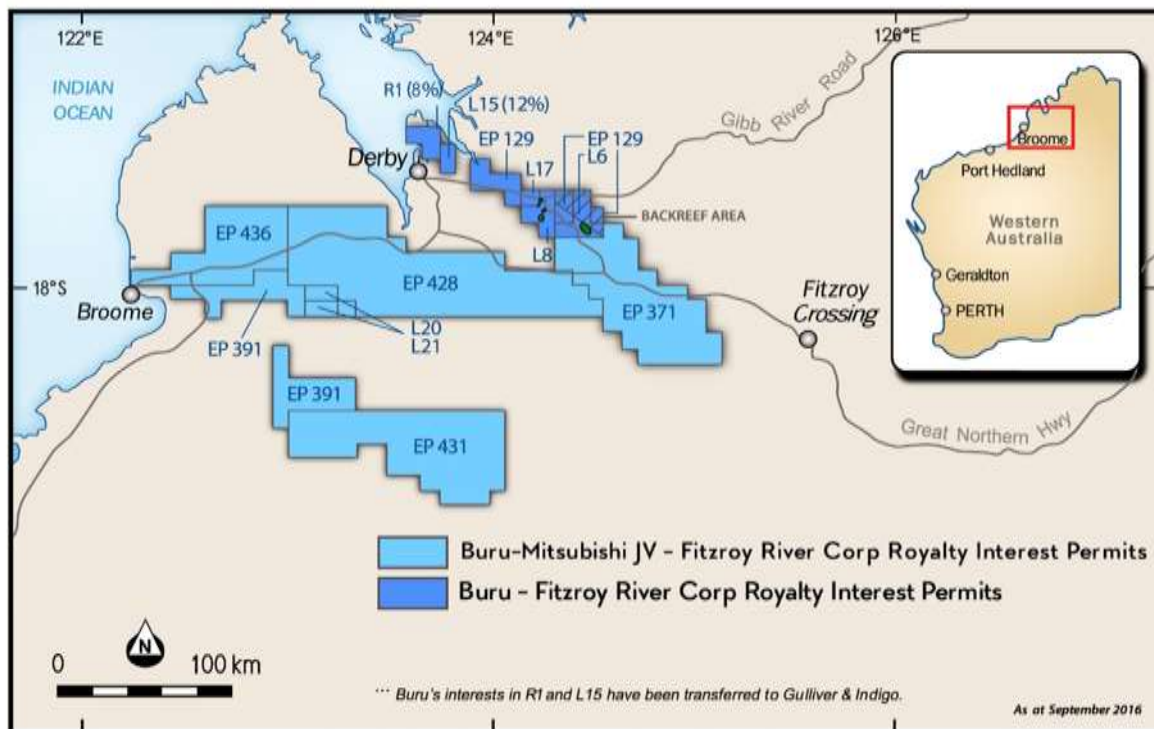 122°E
124°E
126°E
INDIAN
OCEAN
R1 (8%)
L15 (12%)
EP 129
EP 129
L6
L17
Derby
Gibb River Road
BACKREEF AREA
L8
EP 436
EP 428
EP 371
18°S
Broome
EP 391
L20
L21
Fitzroy
Crossing
EP 391
EP 431
Great Northern Hwy
Broome
Port Hedland
Western
Australia
Geraldton
PERTH
Buru-Mitsubishi JV - Fitzroy River Corp Royalty Interest Permits
Buru - Fitzroy River Corp Royalty Interest Permits
N
0 100 km
... Buru's interests in R1 and L15 have been transferred to Gulliver & Indigo.
As at September 2016